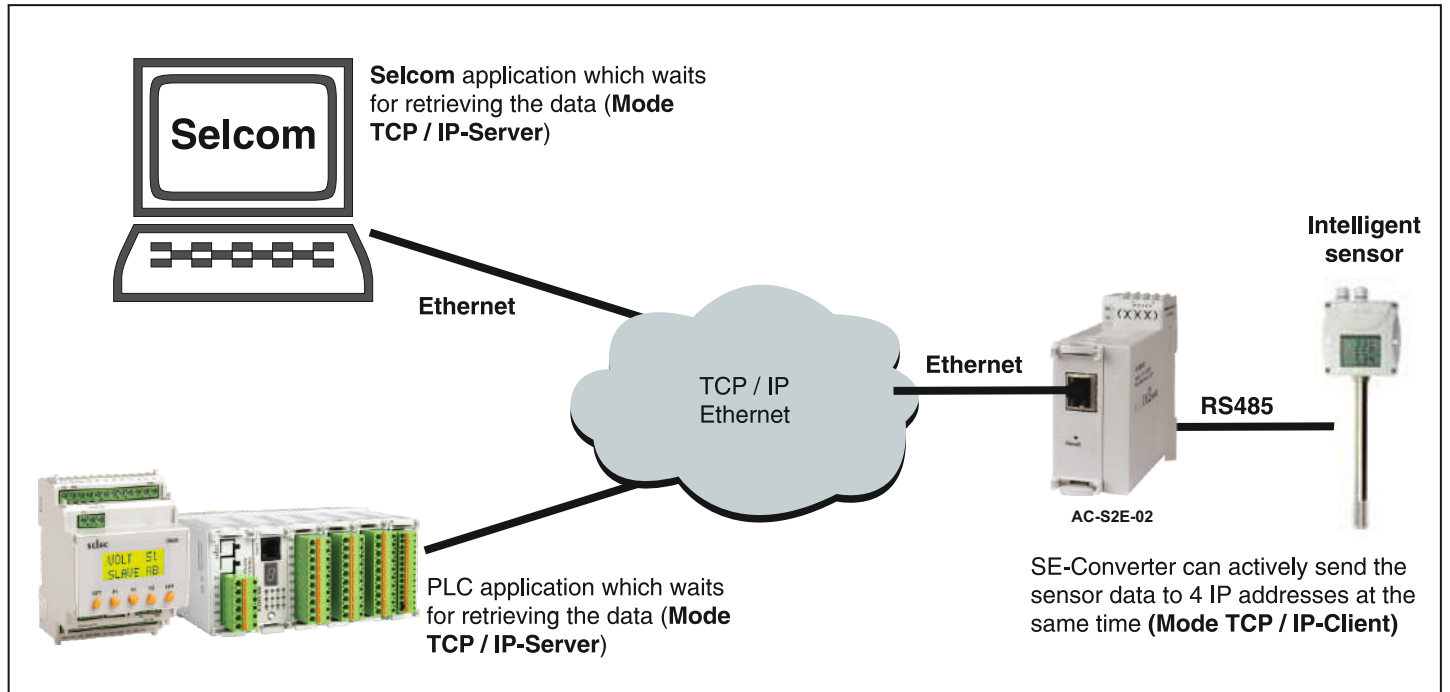 Selcom
Selcom application which waits
for retrieving the data (Mode
TCP / IP-Server)
Ethernet
TCP / IP
Ethernet
Ethernet
Intelligent
sensor
RS485
AC-S2E-02
SE-Converter can actively send the
sensor data to 4 IP addresses at the
same time (Mode TCP / IP-Client)
selec
VOLT S1
SLAVE AB
PLC application which waits
for retrieving the data (Mode
TCP / IP-Server)